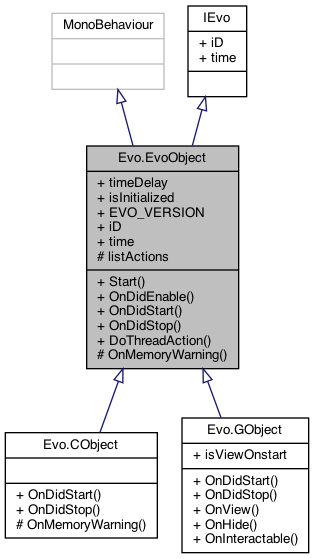 MonoBehaviour
IEvo
+ iD
+ time
Evo.EvoObject
+ timeDelay
+ isInitialized
+ EVO_VERSION
+ iD
+ time
# listActions
+ Start()
+ OnDidEnable()
+ OnDidStart()
+ OnDidStop()
+ DoThreadAction()
# OnMemoryWarning()
Evo.CObject
+ OnDidStart()
+ OnDidStop()
# OnMemoryWarning()
Evo.GObject
+ isViewOnstart
+ OnDidStart()
+ OnDidStop()
+ OnView()
+ OnHide()
+ OnInteractable()